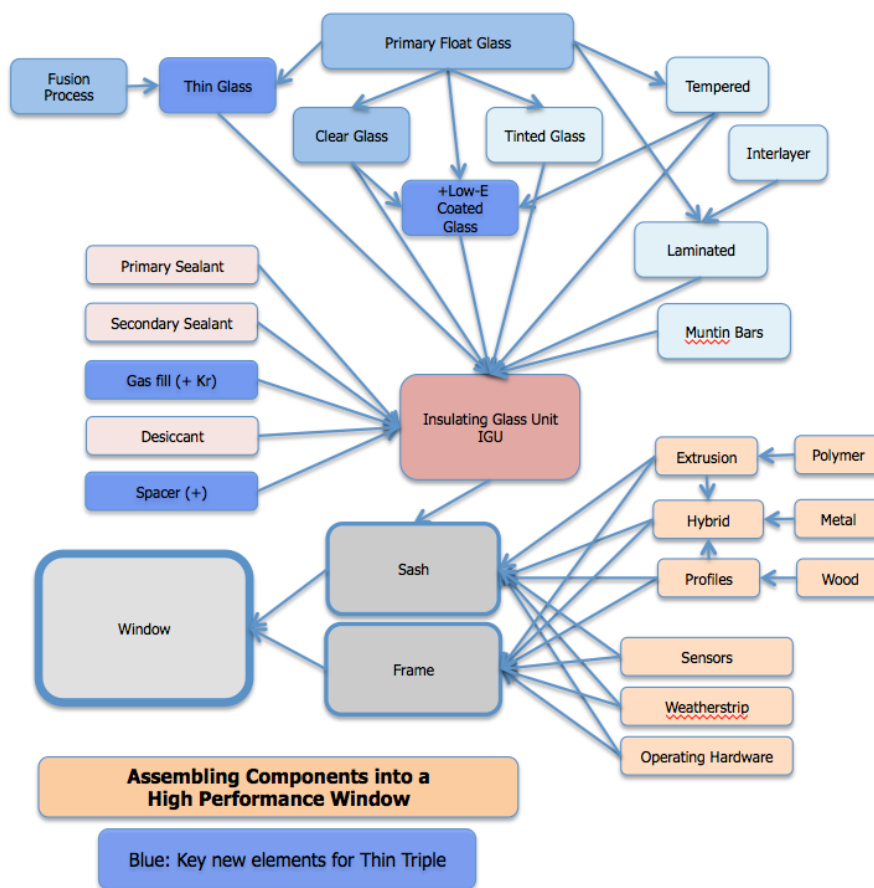 Primary Float Glass
Fusion
Process
Thin Glass
Tempered
Clear Glass
Tinted Glass
Interlayer
+Low-E
Coated
Glass
Laminated
Primary Sealant
Secondary Sealant
Muntin Bars
Gas fill (+ Kr)
Insulating Glass Unit
IGU
Desiccant
Extrusion
Polymer
Spacer (+)
Hybrid
Metal
Sash
Profiles
Wood
Window
Sensors
Frame
Weatherstrip
Operating Hardware
Assembling Components into a
High Performance Window
Blue: Key new elements for Thin Triple